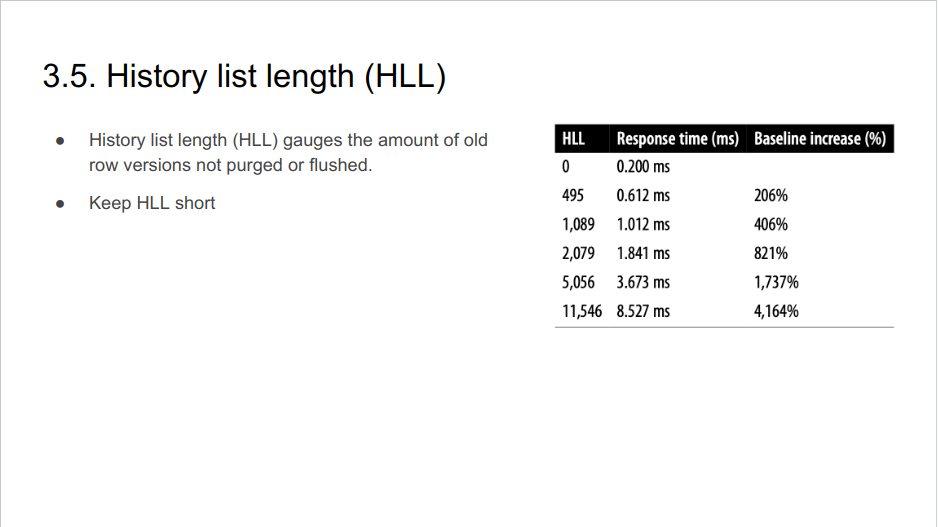 3.5. History list length (HLL)
● History list length (HLL) gauges the amount of old
row versions not purged or flushed.
● Keep HLL short
HLL Response time (ms) Baseline increase (%)
0 0.200 ms
495 0.612 ms 206%
1,089 1.012 ms 406%
2,079 1.841 ms 821%
5,056 3.673 ms 1,737%
11,546 8.527 ms 4,164%